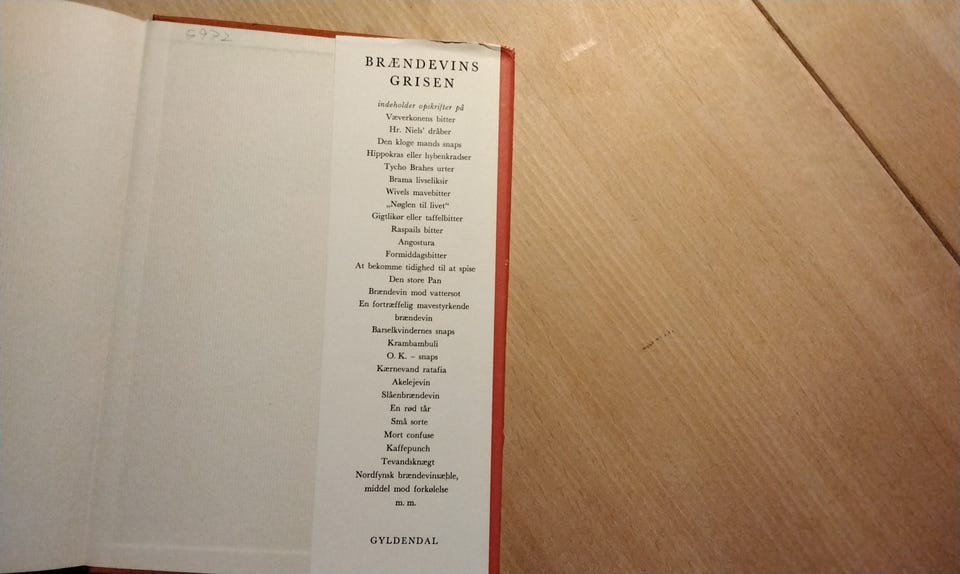 5972
BRÆNDEVINS
GRISEN
indeholder opskrifter på
Væverkonens bitter
Hr. Niels' dråber
Den kloge mands snaps
Hippokras eller hybenkradser
Tycho Brahes urter
Brama livseliksir
Wivels mavebitter
„Nøglen til livet“
Gigtlikør eller taffelbitter
Raspails bitter
Angostura
Formiddagsbitter
At bekomme tidighed til at spise
Den store Pan
Brændevin mod vattersot
En fortræffelig mavestyrkende
brændevin
Barselkvindernes snaps
Krambambuli
O. K. – snaps
Kærnevand ratafia
Akelejevin
Slåenbrændevin
En rød tår
Små sorte
Mort confuse
Kaffepunch
Tevandsknægt
Nordfynsk brændevinsæble,
middel mod forkølelse
m. m.
GYLDENDAL